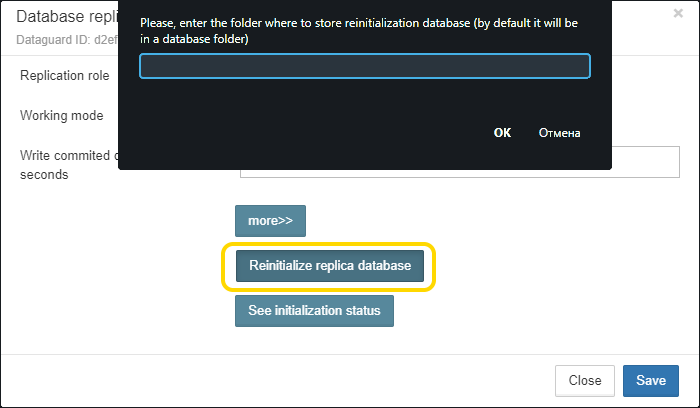 Database repli
Dataguard ID: d2ef
×
Please, enter the folder where to store reinitialization database (by default it will be
in a database folder)
OK Отмена
Replication role
Working mode
Write commited
seconds
more>>
Reinitialize replica database
See initialization status
Close Save